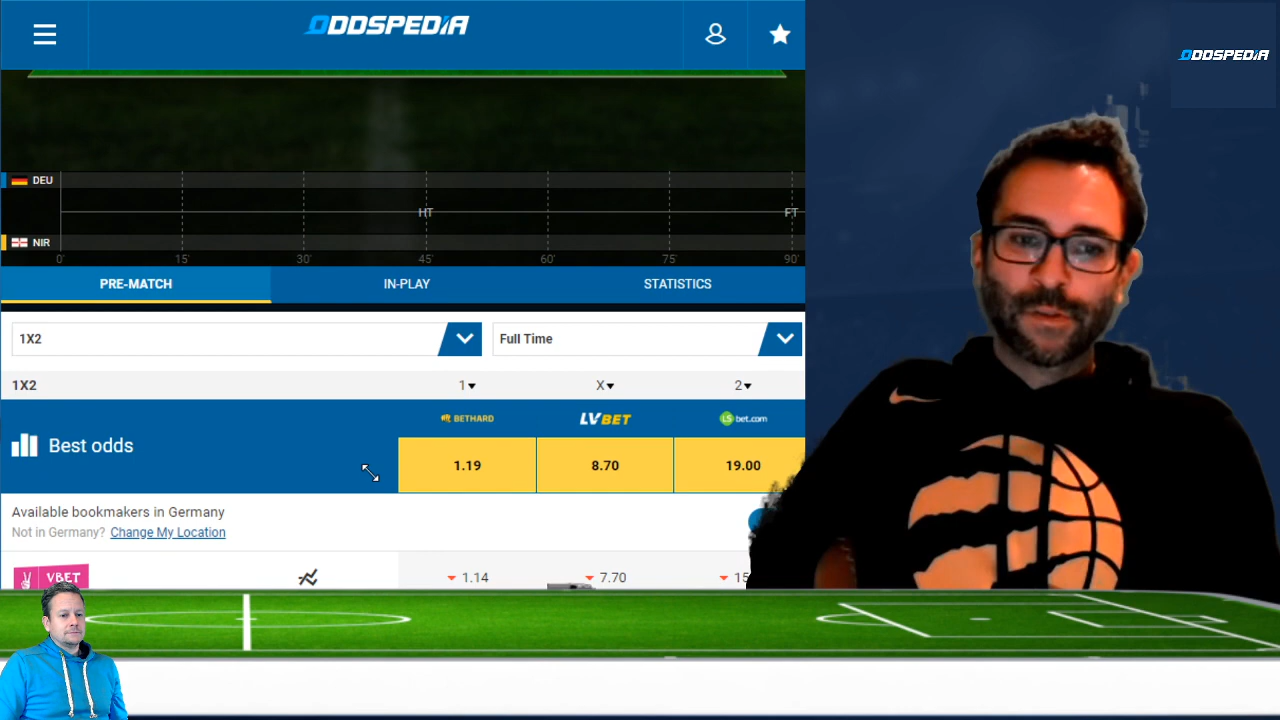 ODDSPEDIA
ODDSPEDIA
DEU
HT
FT
NIR
0' 15' 30' 45' 60' 75' 90'
PRE-MATCH IN-PLAY STATISTICS
1X2 Full Time
1X2 1 X 2
BETHARD LVBET LSbet.com
Best odds
1.19 8.70 19.00
Available bookmakers in Germany
Not in Germany? Change My Location
VBET 1.14 7.70 15